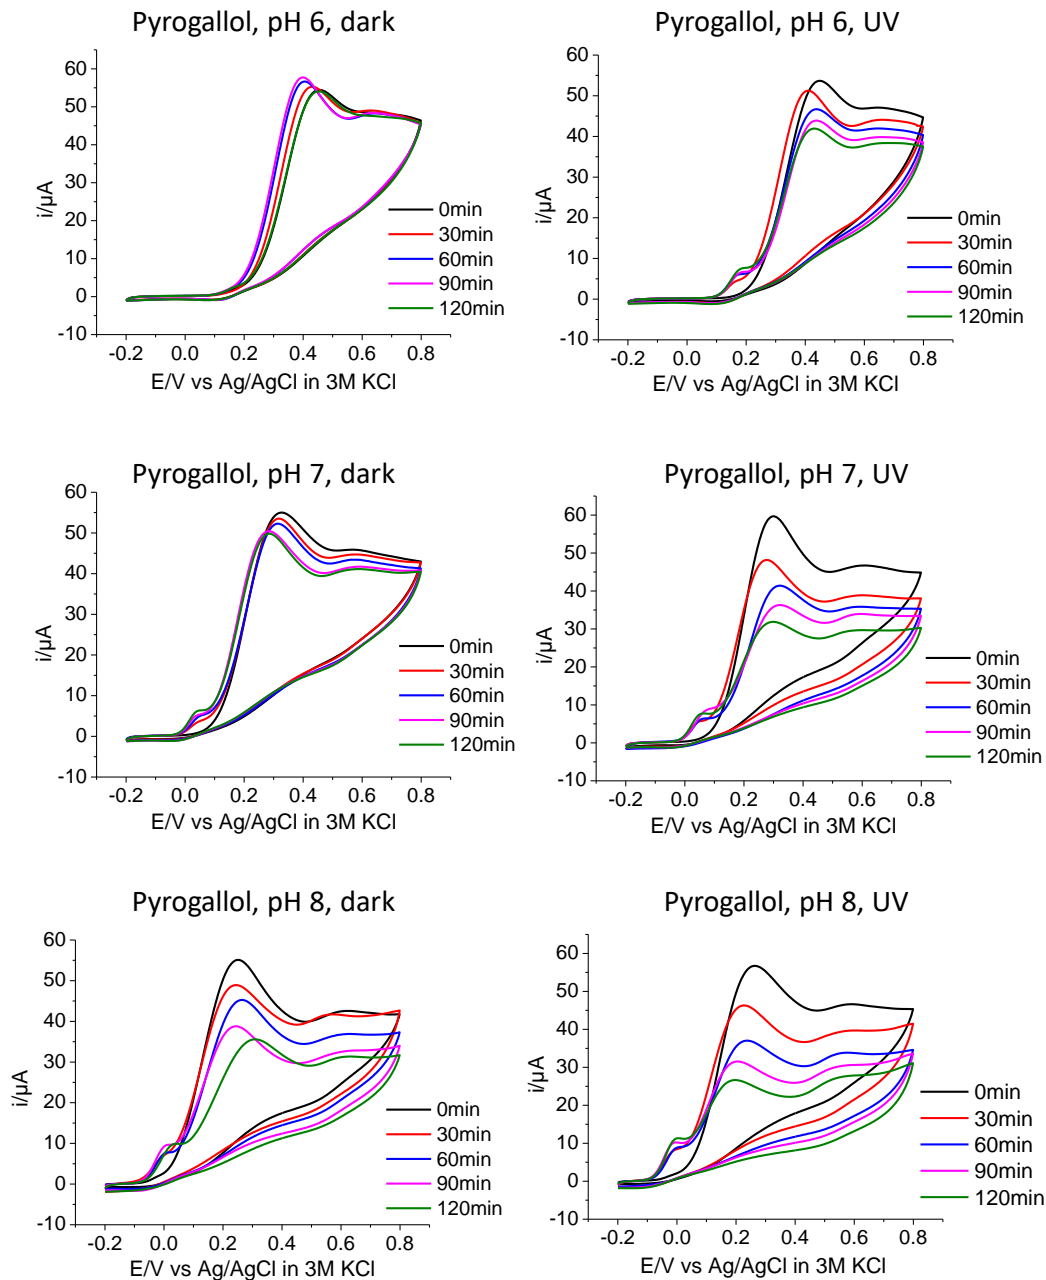 Pyrogallol, pH 6, dark
60
50
40
30
20
10
0
-10
i/µA
-0.2 0.0 0.2 0.4 0.6 0.8
E/V vs Ag/AgCl in 3M KCl
0min
30min
60min
90min
120min
Pyrogallol, pH 6, UV
60
50
40
30
20
10
0
-10
i/µA
-0.2 0.0 0.2 0.4 0.6 0.8
E/V vs Ag/AgCl in 3M KCl
0min
30min
60min
90min
120min
Pyrogallol, pH 7, dark
60
50
40
30
20
10
0
-10
i/µA
-0.2 0.0 0.2 0.4 0.6 0.8
E/V vs Ag/AgCl in 3M KCl
0min
30min
60min
90min
120min
Pyrogallol, pH 7, UV
60
50
40
30
20
10
0
-10
i/µA
-0.2 0.0 0.2 0.4 0.6 0.8
E/V vs Ag/AgCl in 3M KCl
0min
30min
60min
90min
120min
Pyrogallol, pH 8, dark
60
50
40
30
20
10
0
-10
i/µA
-0.2 0.0 0.2 0.4 0.6 0.8
E/V vs Ag/AgCl in 3M KCl
0min
30min
60min
90min
120min
Pyrogallol, pH 8, UV
60
50
40
30
20
10
0
-10
i/µA
-0.2 0.0 0.2 0.4 0.6 0.8
E/V vs Ag/AgCl in 3M KCl
0min
30min
60min
90min
120min